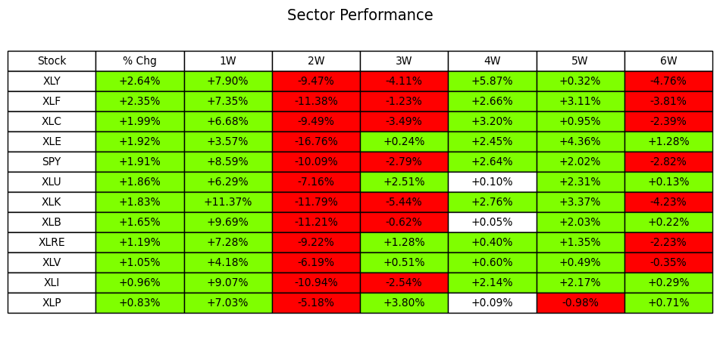 Sector Performance
Stock % Chg 1W 2W 3W 4W 5W 6W
XLY +2.64% +7.90% -9.47% -4.11% +5.87% +0.32% -4.76%
XLF +2.35% +7.35% -11.38% -1.23% +2.66% +3.11% -3.81%
XLC +1.99% +6.68% -9.49% -3.49% +3.20% +0.95% -2.39%
XLE +1.92% +3.57% -16.76% +0.24% +2.45% +4.36% +1.28%
SPY +1.91% +8.59% -10.09% -2.79% +2.64% +2.02% -2.82%
XLU +1.86% +6.29% -7.16% +2.51% +0.10% +2.31% +0.13%
XLK +1.83% +11.37% -11.79% -5.44% +2.76% +3.37% -4.23%
XLB +1.65% +9.69% -11.21% -0.62% +0.05% +2.03% +0.22%
XLRE +1.19% +7.28% -9.22% +1.28% +0.40% +1.35% -2.23%
XLV +1.05% +4.18% -6.19% +0.51% +0.60% +0.49% -0.35%
XLI +0.96% +9.07% -10.94% -2.54% +2.14% +2.17% +0.29%
XLP +0.83% +7.03% -5.18% +3.80% +0.09% -0.98% +0.71%